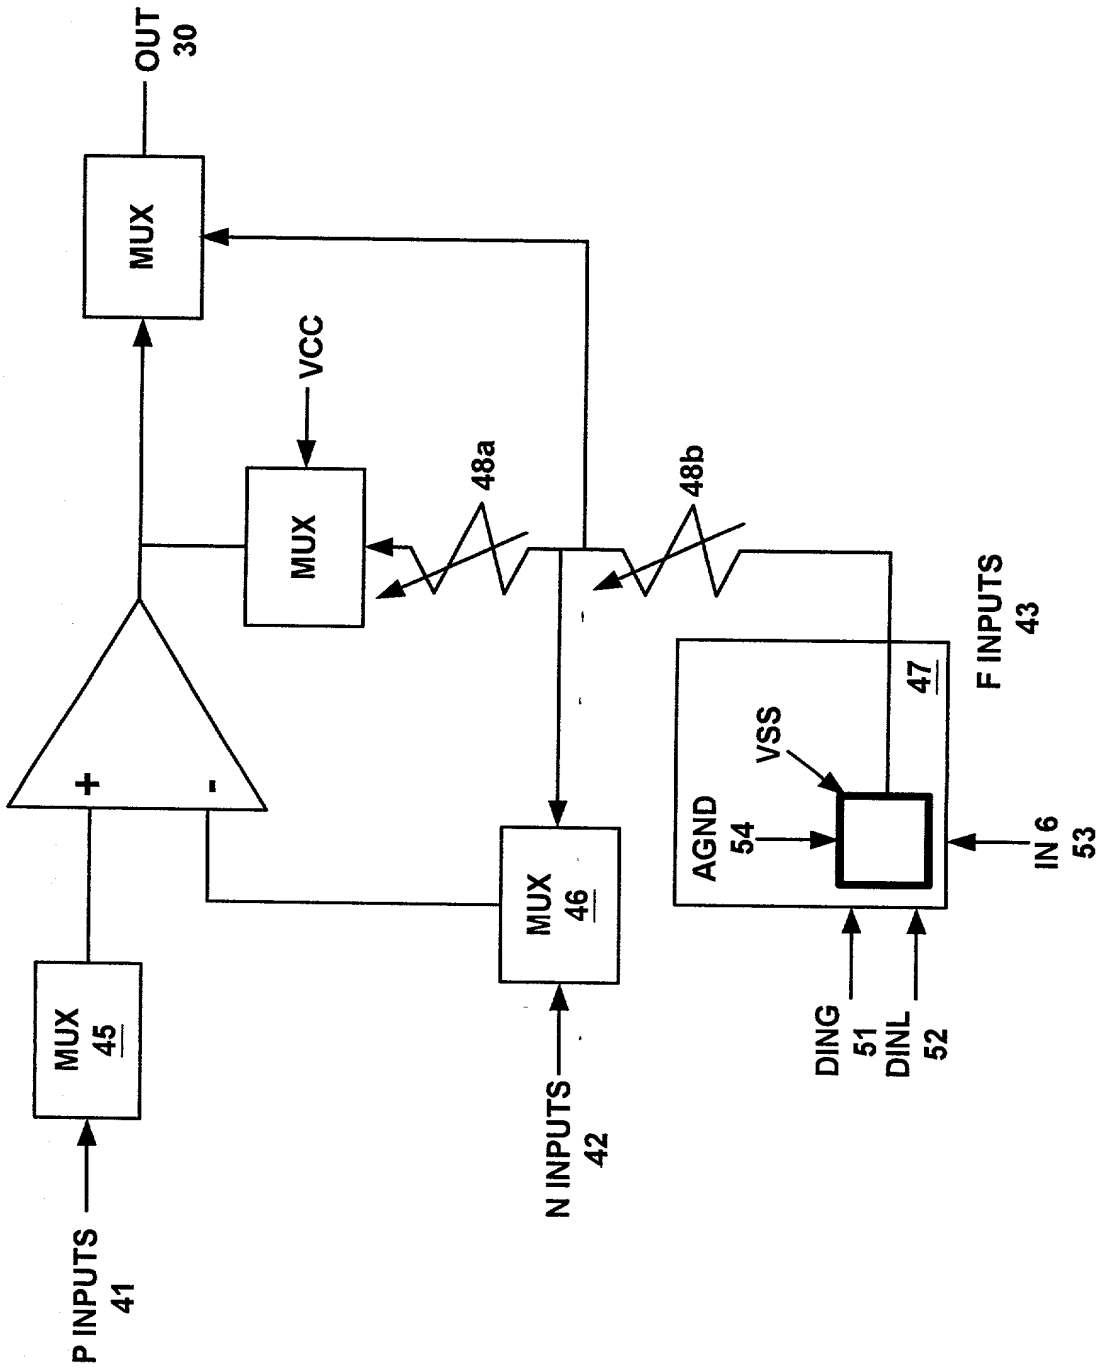 P INPUTS
41
MUX
45
+
-
MUX
OUT
30
MUX
VCC
48a
N INPUTS
42
MUX
46
48b
AGND
54
VSS
47
F INPUTS
43
DING
51
DINL
52
IN 6
53